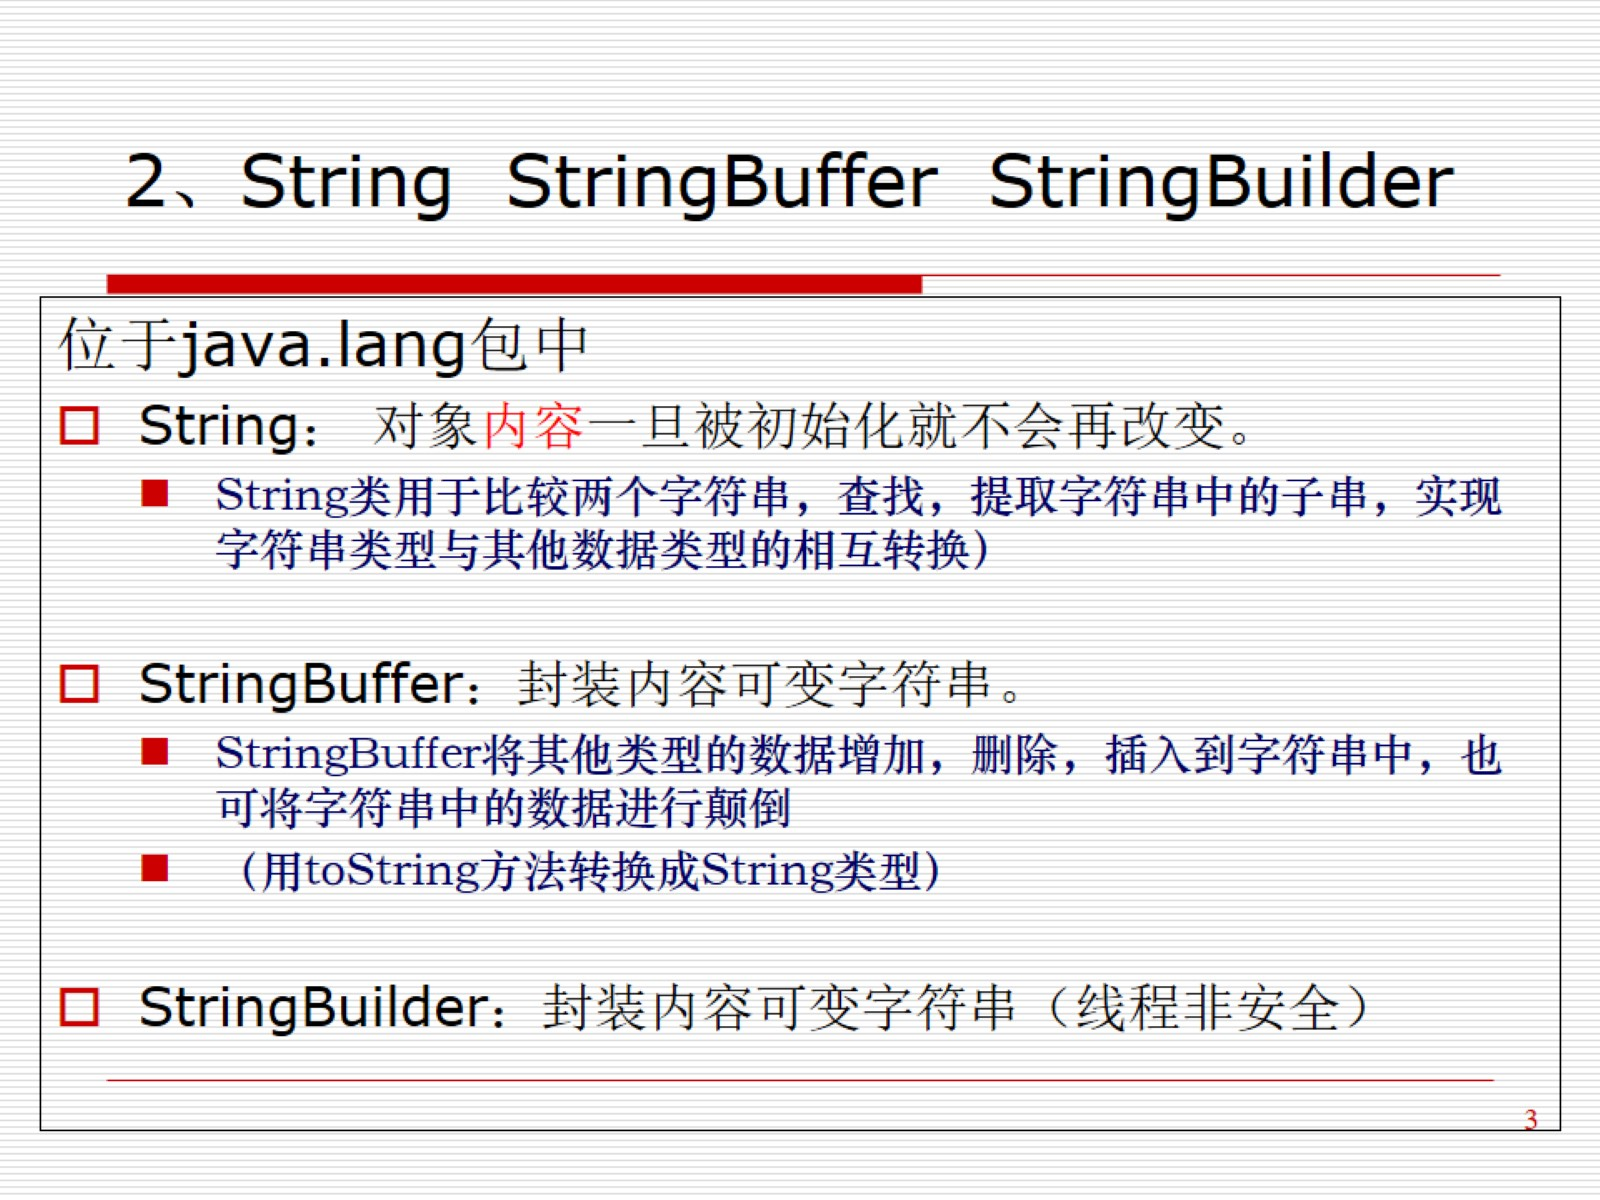 2、String  StringBuffer  StringBuilder
位于java.lang包中
String： 对象内容一旦被初始化就不会再改变。
String类用于比较两个字符串，查找，提取字符串中的子串，实现
字符串类型与其他数据类型的相互转换）
StringBuffer：封装内容可变字符串。
StringBuffer将其他类型的数据增加，删除，插入到字符串中，也
可将字符串中的数据进行颠倒
（用toString方法转换成String类型）
StringBuilder：封装内容可变字符串（线程非安全）
3